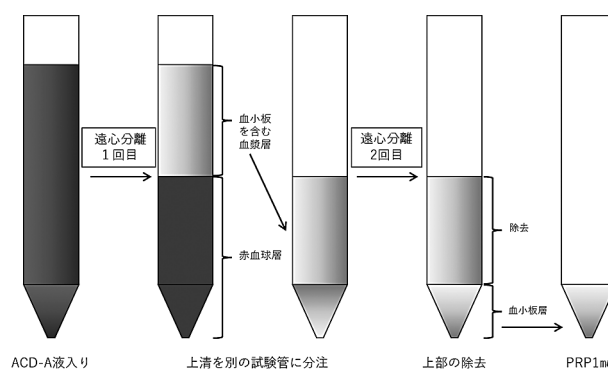 遠心分離
1回目
血小板
を含む
血漿層
赤血球層
遠心分離
2回目
除去
血小板層
ACD-A液入り
上清を別の試験管に分注
上部の除去
PRP1㎖